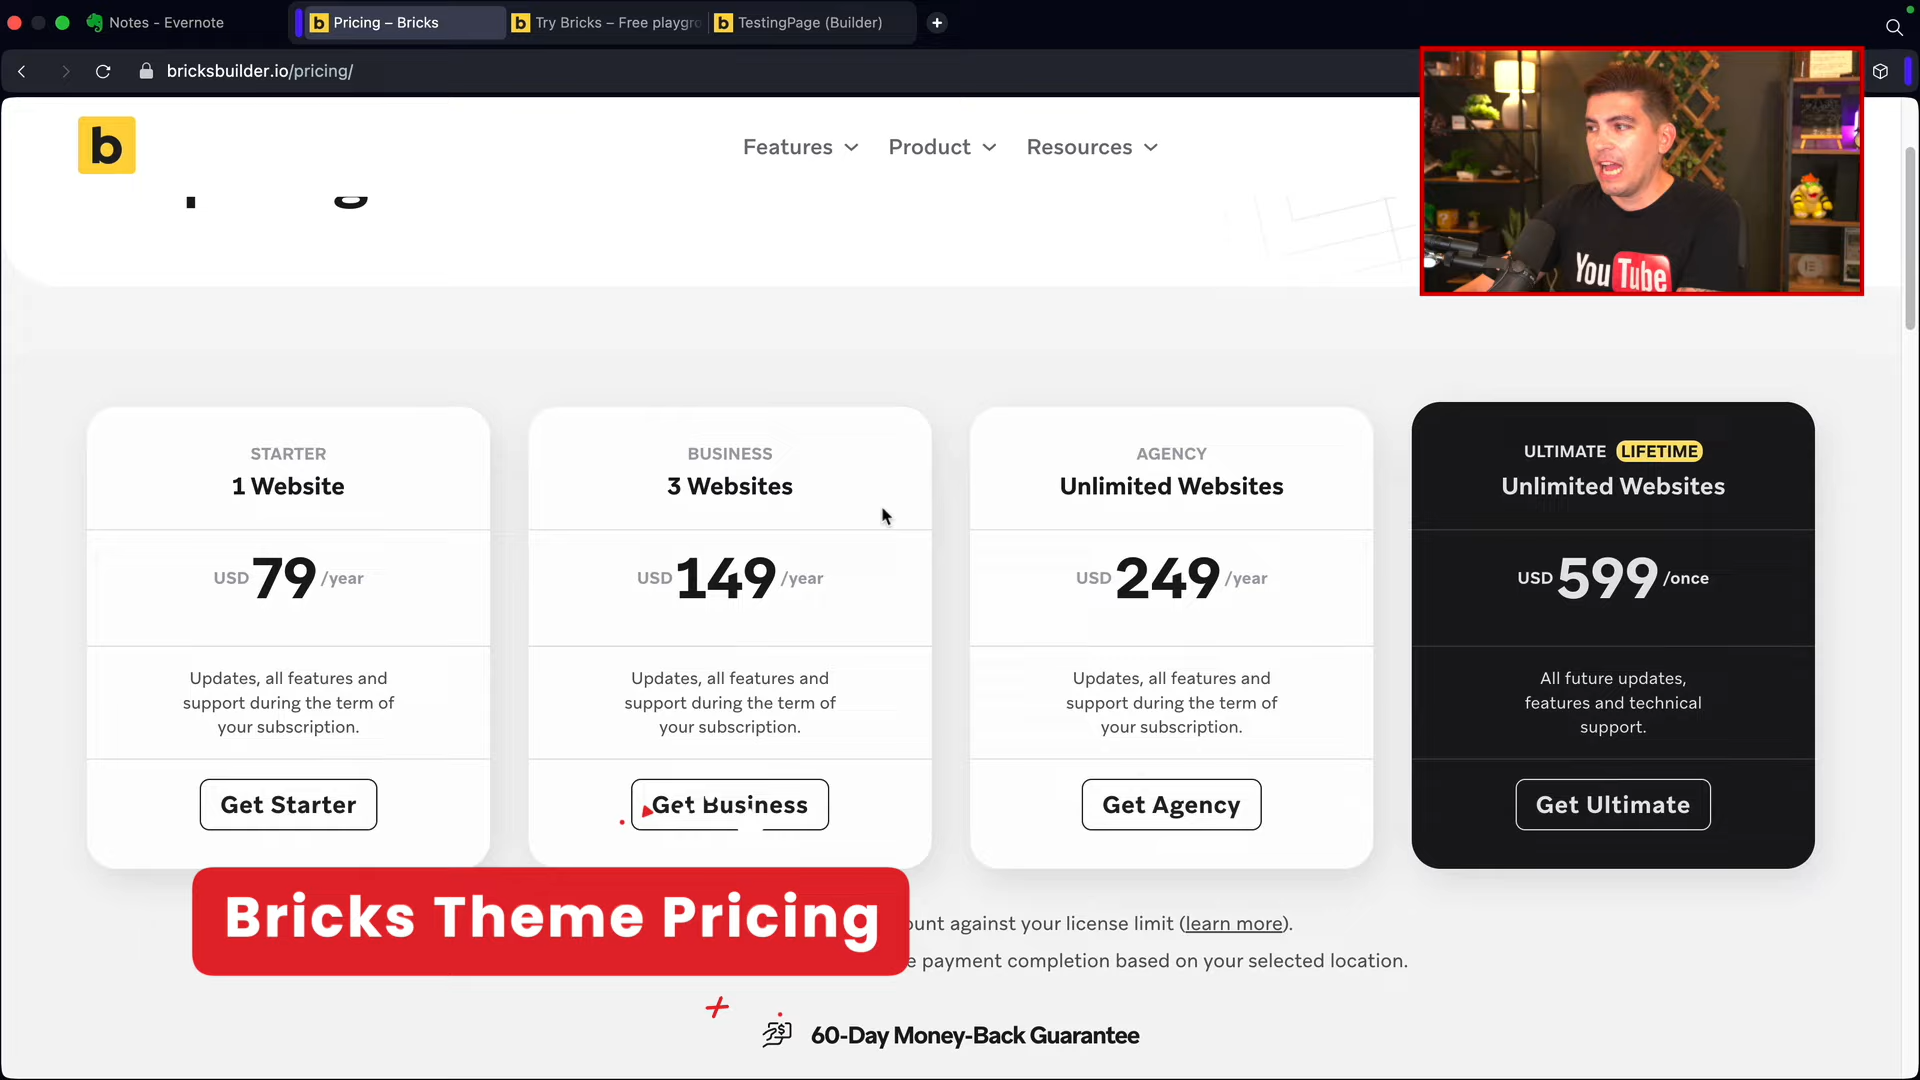 Notes - Evernote
Pricing – Bricks
Try Bricks – Free playgro
TestingPage (Builder)
bricksbuilder.io/pricing/
b
Features
Product
Resources
You Tube
STARTER
1 Website
USD 79 /year
Updates, all features and
support during the term of
your subscription.
Get Starter
BUSINESS
3 Websites
USD 149 /year
Updates, all features and
support during the term of
your subscription.
Get Business
AGENCY
Unlimited Websites
USD 249 /year
Updates, all features and
support during the term of
your subscription.
Get Agency
ULTIMATE LIFETIME
Unlimited Websites
USD 599 /once
All future updates,
features and technical
support.
Get Ultimate
Bricks Theme Pricing
ount against your license limit (learn more).
e payment completion based on your selected location.
60-Day Money-Back Guarantee